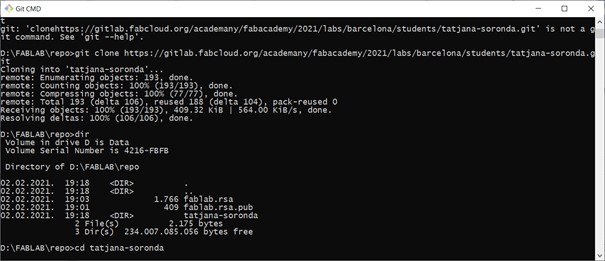 Git CMD
t
git: 'clonehttps://gitlab.fabcloud.org/academany/fabacademy/2021/labs/barcelona/students/tatjana-soronda.git' is not a g
it command. See 'git --help'.
D:\FABLAB\repo>git clone https://gitlab.fabcloud.org/academany/fabacademy/2021/labs/barcelona/students/tatjana-soronda.g
it
Cloning into 'tatjana-soronda'...
remote: Enumerating objects: 193, done.
remote: Counting objects: 100% (193/193), done.
remote: Compressing objects: 100% (77/77), done.
remote: Total 193 (delta 106), reused 188 (delta 104), pack-reused 0
Receiving objects: 100% (193/193), 409.32 KiB | 564.00 KiB/s, done.
Resolving deltas: 100% (106/106), done.
D:\FABLAB\repo>dir
Volume in drive D is Data
Volume Serial Number is 4216-FBFB
Directory of D:\FABLAB\repo
02.02.2021.  19:18    <DIR>          .
02.02.2021.  19:18    <DIR>          ..
02.02.2021.  19:03             1.766 fablab.rsa
02.02.2021.  19:01               409 fablab.rsa.pub
02.02.2021.  19:18    <DIR>          tatjana-soronda
2 File(s)          2.175 bytes
3 Dir(s)  234.007.085.056 bytes free
D:\FABLAB\repo>cd tatjana-soronda